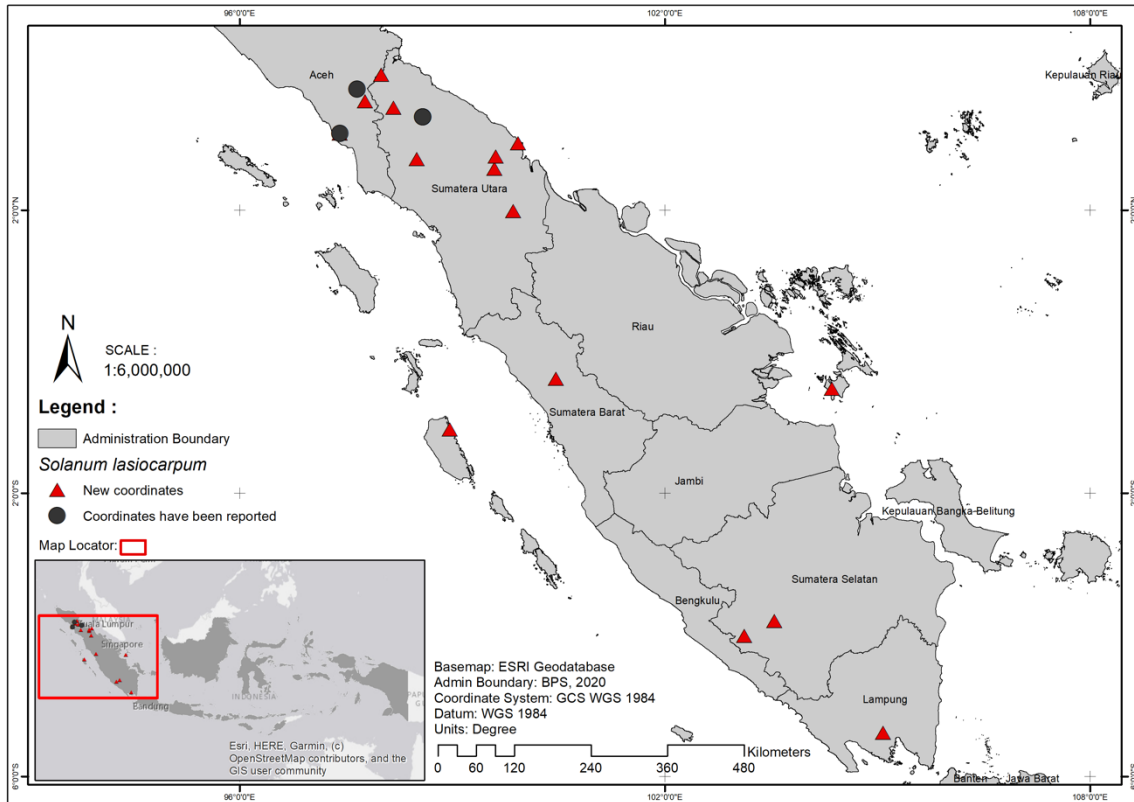 96°0'0"E
102°0'0"E
108°0'0"E
Aceh
Kepulauan Riau
Sumatera Utara
2°0'0"N
2°0'0"N
Riau
N
SCALE :
1:6,000,000
Legend :
Administration Boundary
Solanum lasiocarpum
New coordinates
Coordinates have been reported
Map Locator:
Sumatera Barat
Jambi
2°0'0"S
2°0'0"S
Kepulauan Bangka-Belitung
Sumatera Selatan
Bengkulu
Lampung
Kuala Lumpur
Singapore
INDONESIA
Bandung
Esri, HERE, Garmin, (c)
OpenStreetMap contributors, and the
GIS user community
Basemap: ESRI Geodatabase
Admin Boundary: BPS, 2020
Coordinate System: GCS WGS 1984
Datum: WGS 1984
Units: Degree
Kilometers
0 60 120 240 360 480
Banten
Jawa Barat
6°0'0"S
6°0'0"S
96°0'0"E
102°0'0"E
108°0'0"E